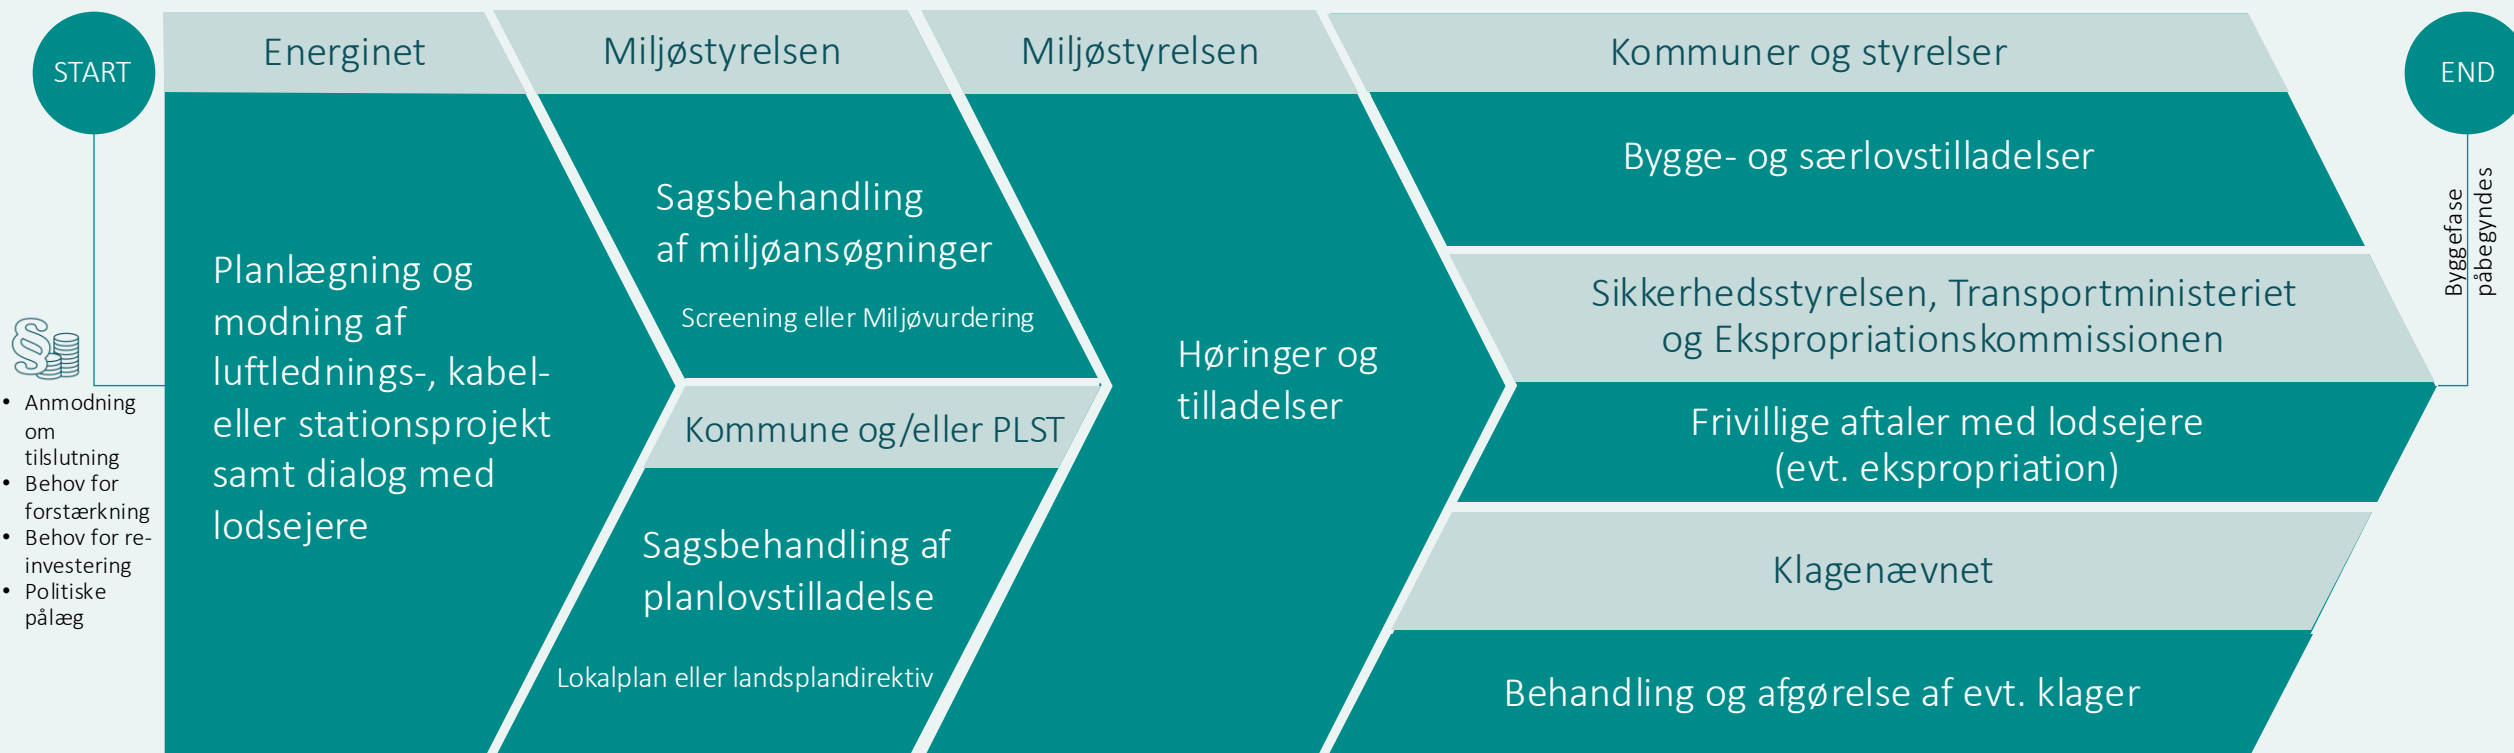 START
§
• Anmodning
om
tilslutning
• Behov for
forstærkning
• Behov for re-
investering
• Politiske
pålæg
Energinet
Planlægning og
modning af
luftlednings-, kabel-
eller stationsprojekt
samt dialog med
lodsejere
Miljøstyrelsen
Sagsbehandling
af miljøansøgninger
Screening eller Miljøvurdering
Kommune og/eller PLST
Sagsbehandling af
planlovstilladelse
Lokalplan eller landsplandirektiv
Miljøstyrelsen
Høringer og
tilladelser
Kommuner og styrelser
Bygge- og særlovstilladelser
Sikkerhedsstyrelsen, Transportministeriet
og Ekspropriationskommissionen
Frivillige aftaler med lodsejere
(evt. ekspropriation)
Klagenævnet
Behandling og afgørelse af evt. klager
END
Byggefase
påbegyndes